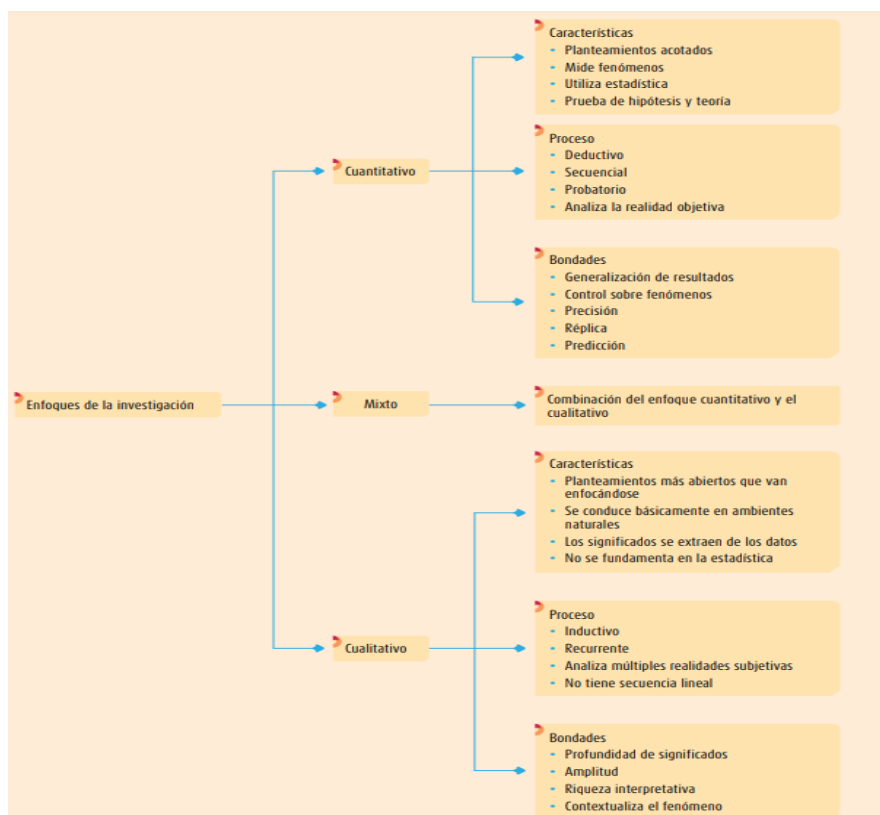 Enfoques de la investigación
Cuantitativo
Características
- Planteamientos acotados
- Mide fenómenos
- Utiliza estadística
- Prueba de hipótesis y teoría
Proceso
- Deductivo
- Secuencial
- Probatorio
- Analiza la realidad objetiva
Bondades
- Generalización de resultados
- Control sobre fenómenos
- Precisión
- Réplica
- Predicción
Mixto
Combinación del enfoque cuantitativo y el
cualitativo
Cualitativo
Características
- Planteamientos más abiertos que van
enfocándose
- Se conduce básicamente en ambientes
naturales
- Los significados se extraen de los datos
- No se fundamenta en la estadística
Proceso
- Inductivo
- Recurrente
- Analiza múltiples realidades subjetivas
- No tiene secuencia lineal
Bondades
- Profundidad de significados
- Amplitud
- Riqueza interpretativa
- Contextualiza el fenómeno